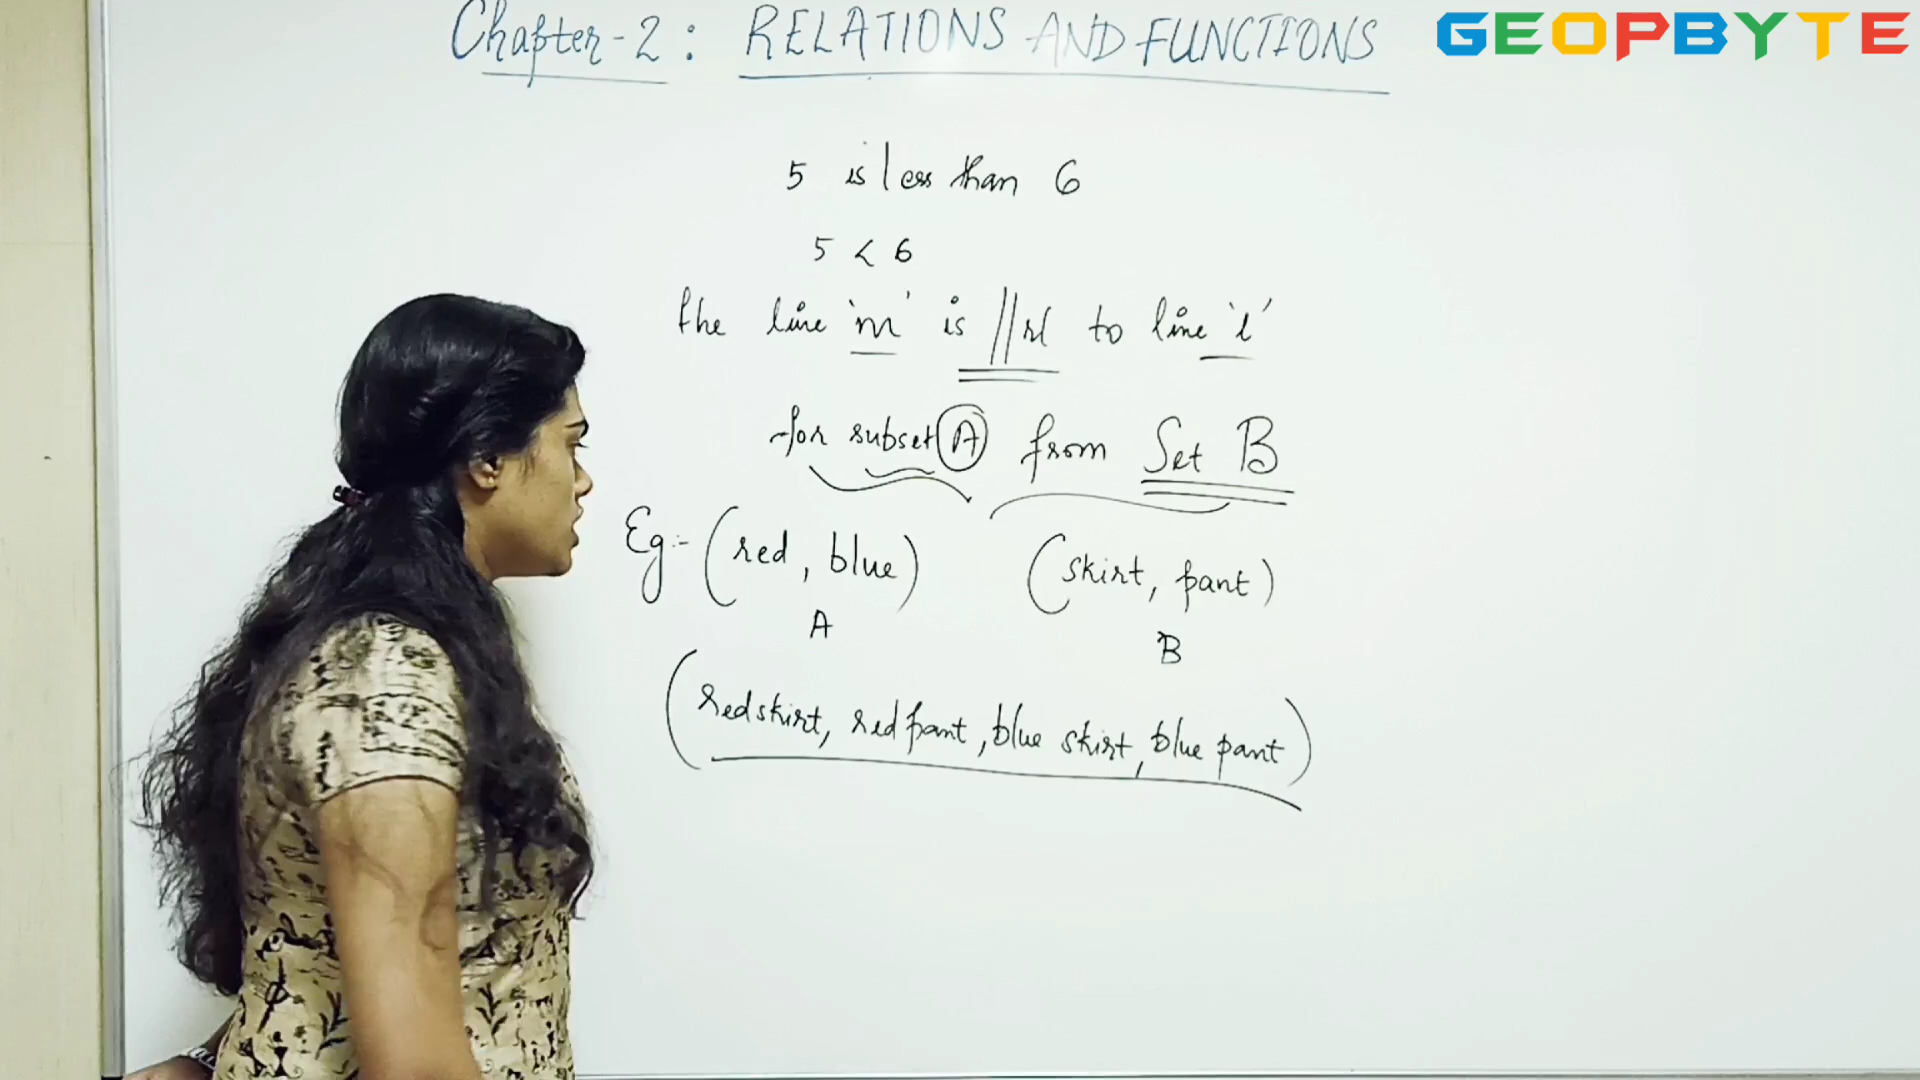 Chapter-2: RELATIONS AND FUNCTIONS
GEOPBYTE
5 is less than 6
5 < 6
the line 'm' is ||rl to line 'l'
for subset A from Set B
Eg:- (red, blue) (skirt, pant)
A B
(redskirt, red pant, blue skirt, blue pant)